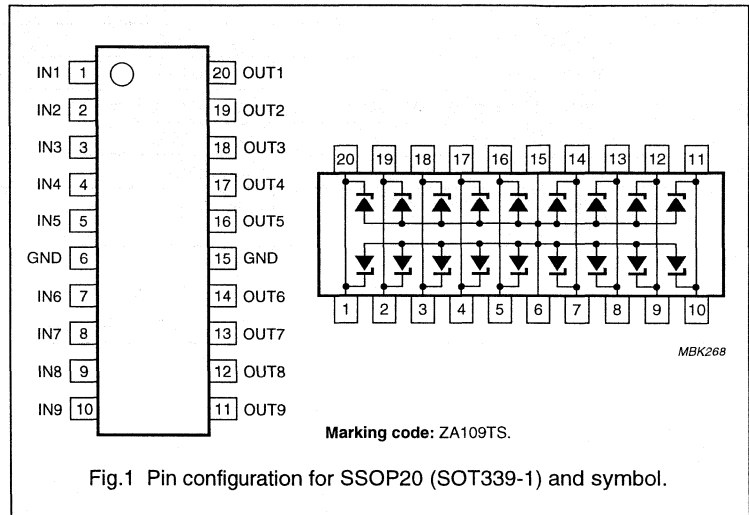 IN1 1 20 OUT1
IN2 2 19 OUT2
IN3 3 18 OUT3
IN4 4 17 OUT4
IN5 5 16 OUT5
GND 6 15 GND
IN6 7 14 OUT6
IN7 8 13 OUT7
IN8 9 12 OUT8
IN9 10 11 OUT9
20 19 18 17 16 15 14 13 12 11
1 2 3 4 5 6 7 8 9 10
MBK268
Marking code: ZA109TS.
Fig.1 Pin configuration for SSOP20 (SOT339-1) and symbol.